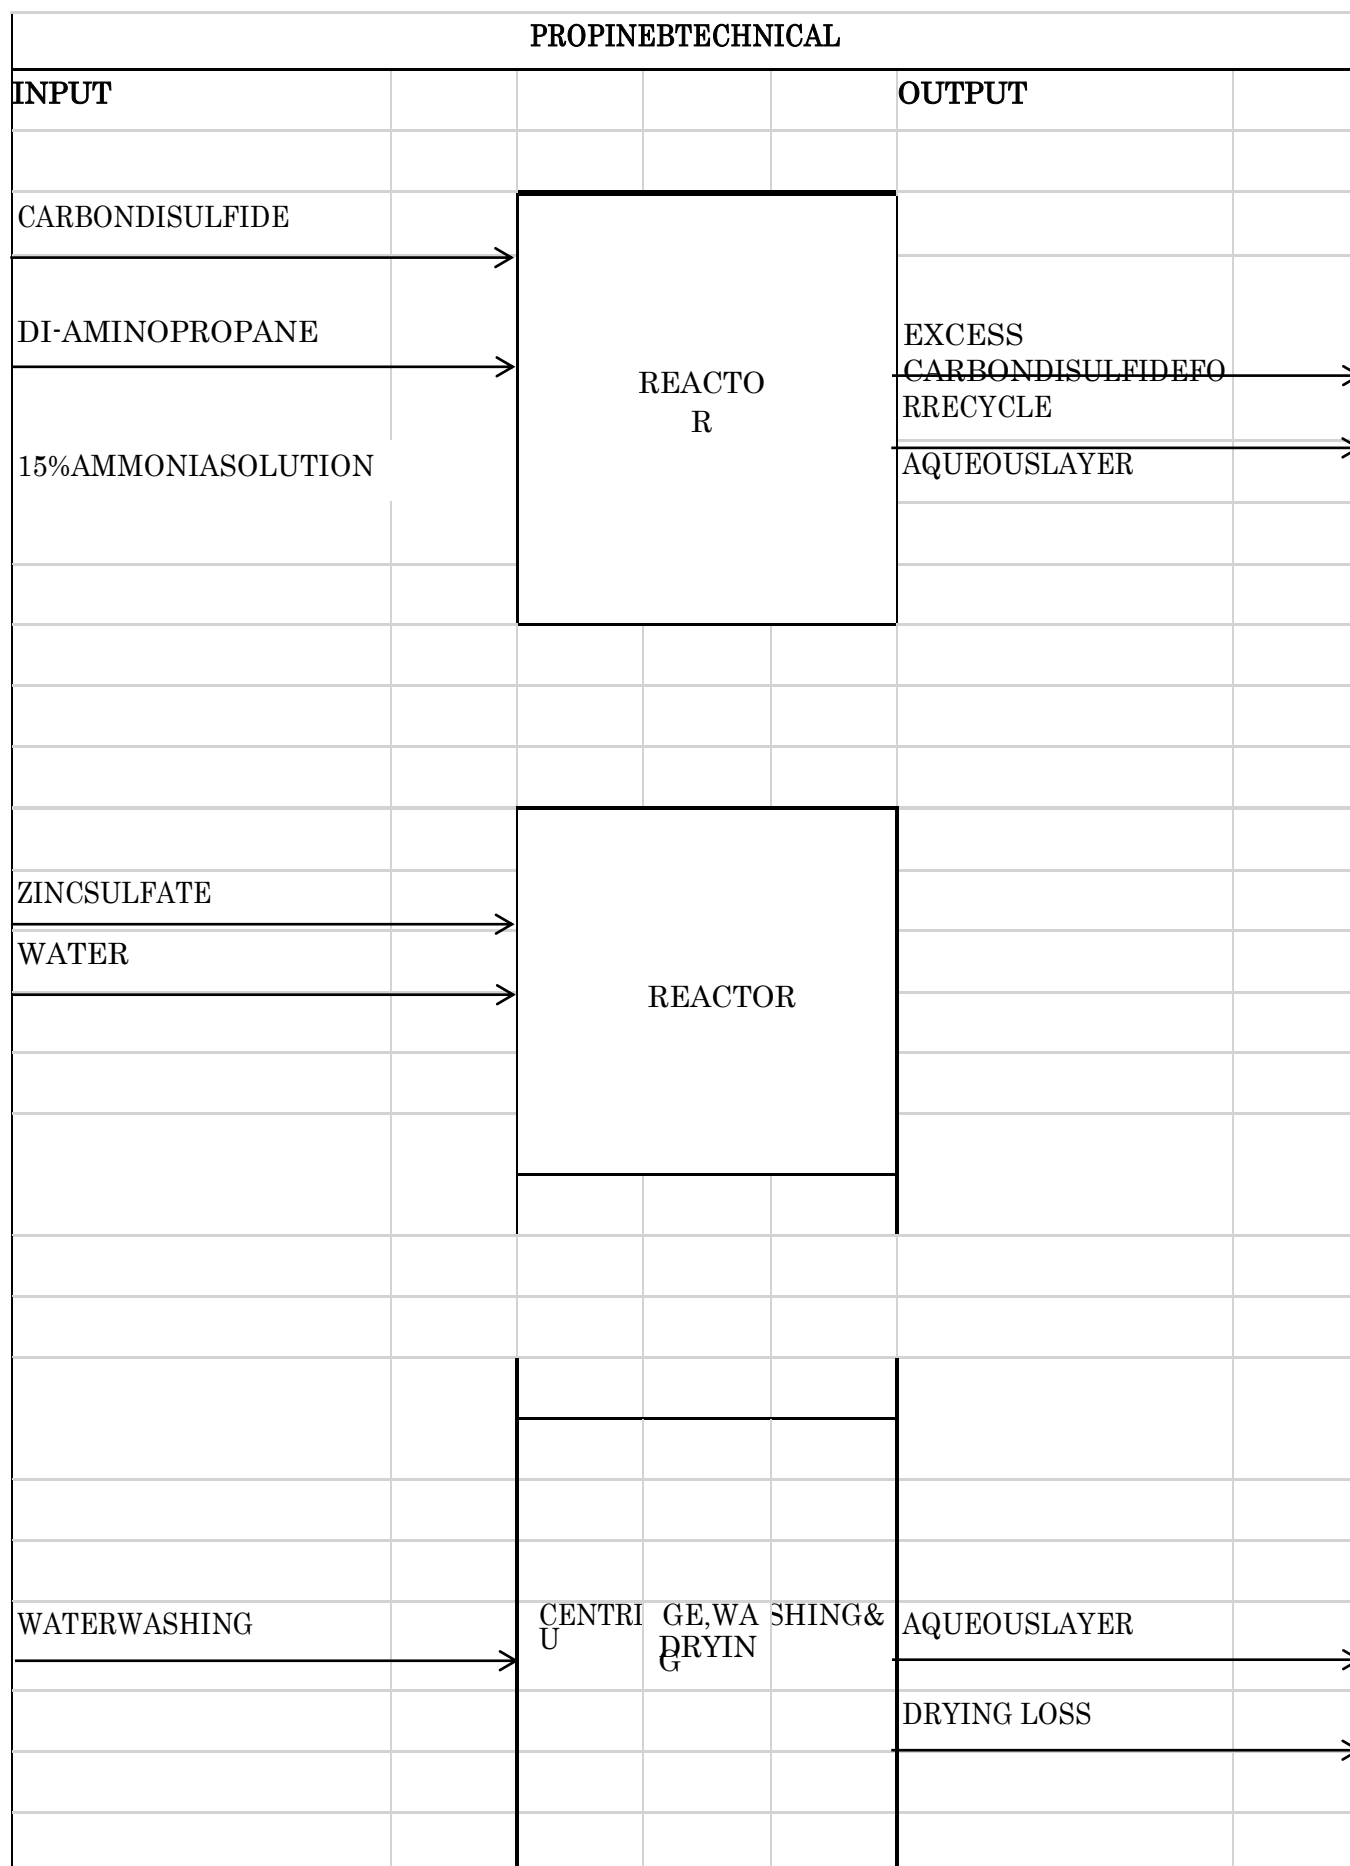 PROPINEBTECHNICAL
INPUT
OUTPUT
CARBONDISULFIDE
DI-AMINOPROPANE
15%AMMONIASOLUTION
REACTO
R
EXCESS
CARBONDISULFIDEFO
RRECYCLE
AQUEOUSLAYER
ZINCSULFATE
WATER
REACTOR
WATERWASHING
CENTRI GE,WA SHING&
U DRYIN
G
AQUEOUSLAYER
DRYING LOSS